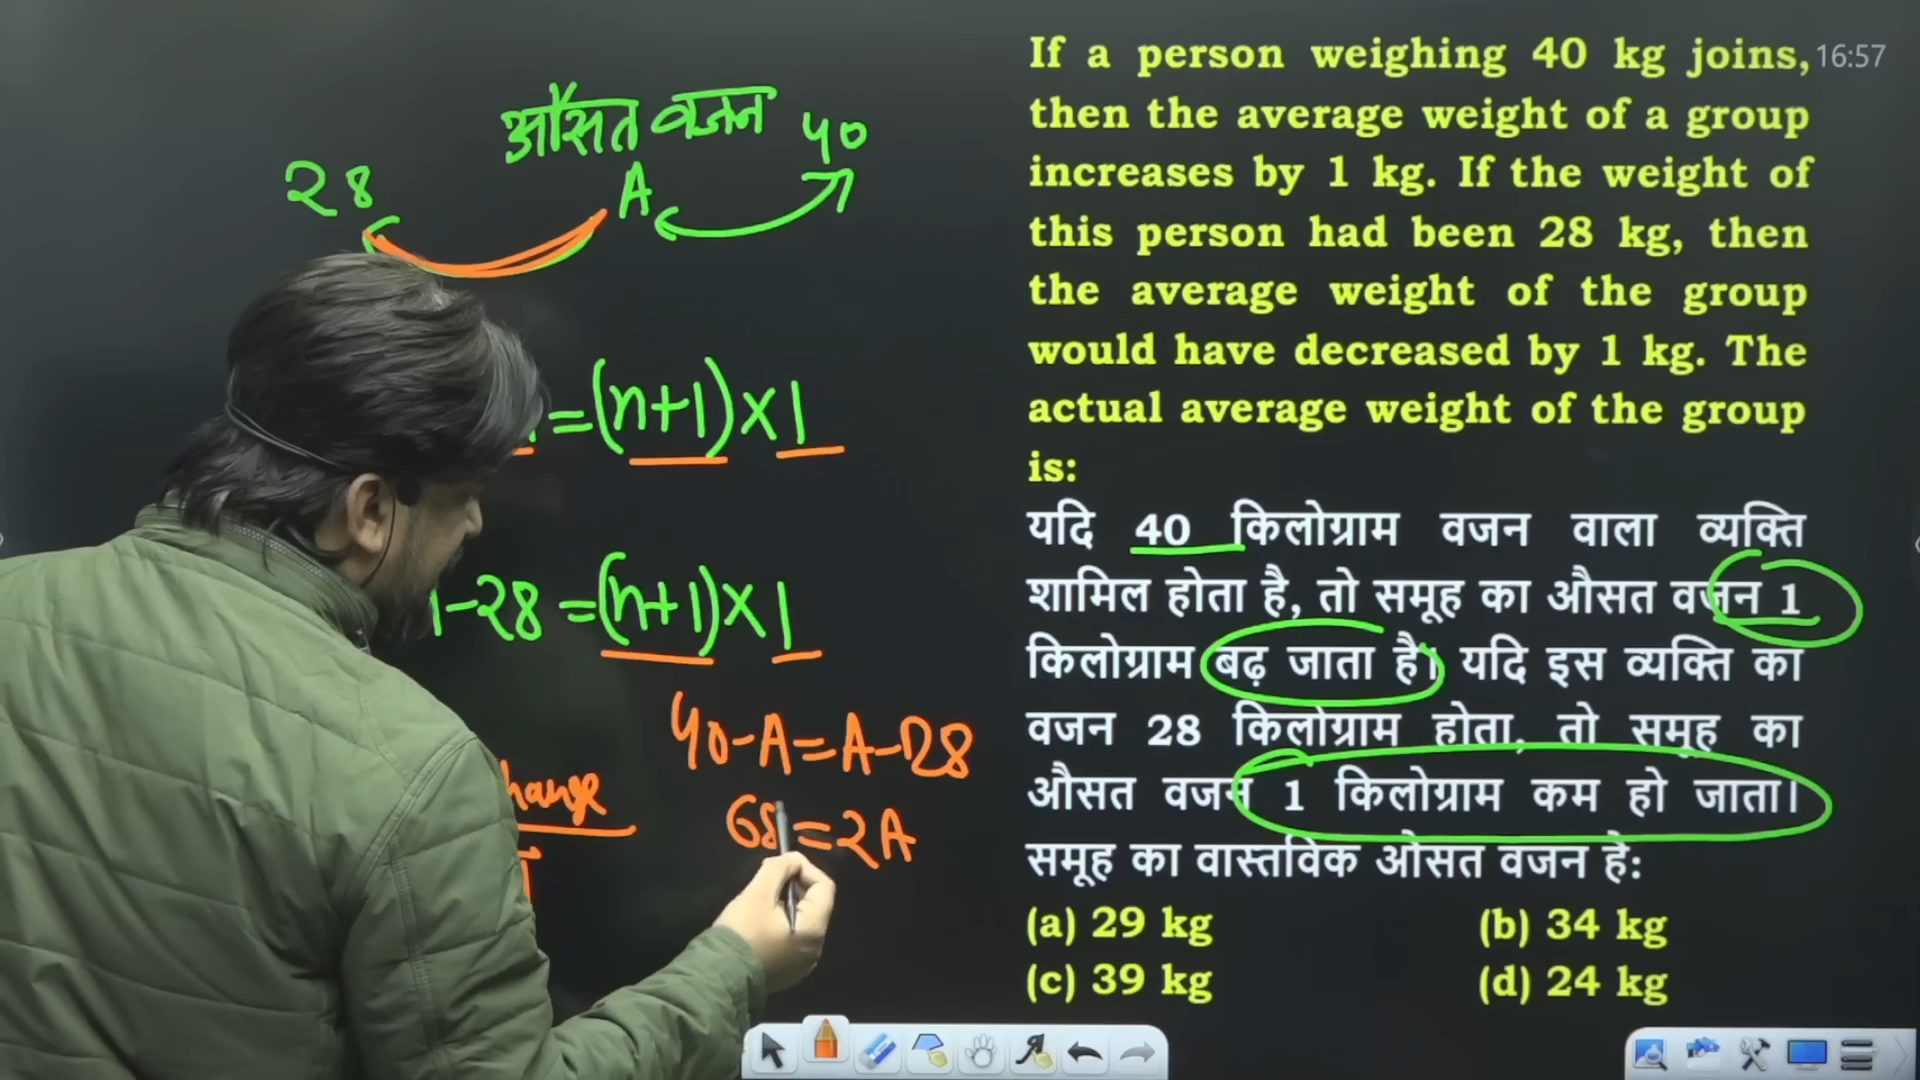 औसत वजन
28
A
40
=(n+1)×1
-28=(n+1)×1
40-A=A-28
68=2A
If a person weighing 40 kg joins,
16:57
then the average weight of a group
increases by 1 kg. If the weight of
this person had been 28 kg, then
the average weight of the group
would have decreased by 1 kg. The
actual average weight of the group
is:
यदि 40 किलोग्राम वजन वाला व्यक्ति
शामिल होता है, तो समूह का औसत वजन 1
किलोग्राम बढ़ जाता है। यदि इस व्यक्ति का
वजन 28 किलोग्राम होता, तो समूह का
औसत वजन 1 किलोग्राम कम हो जाता।
समूह का वास्तविक औसत वजन है:
(a) 29 kg (b) 34 kg
(c) 39 kg (d) 24 kg